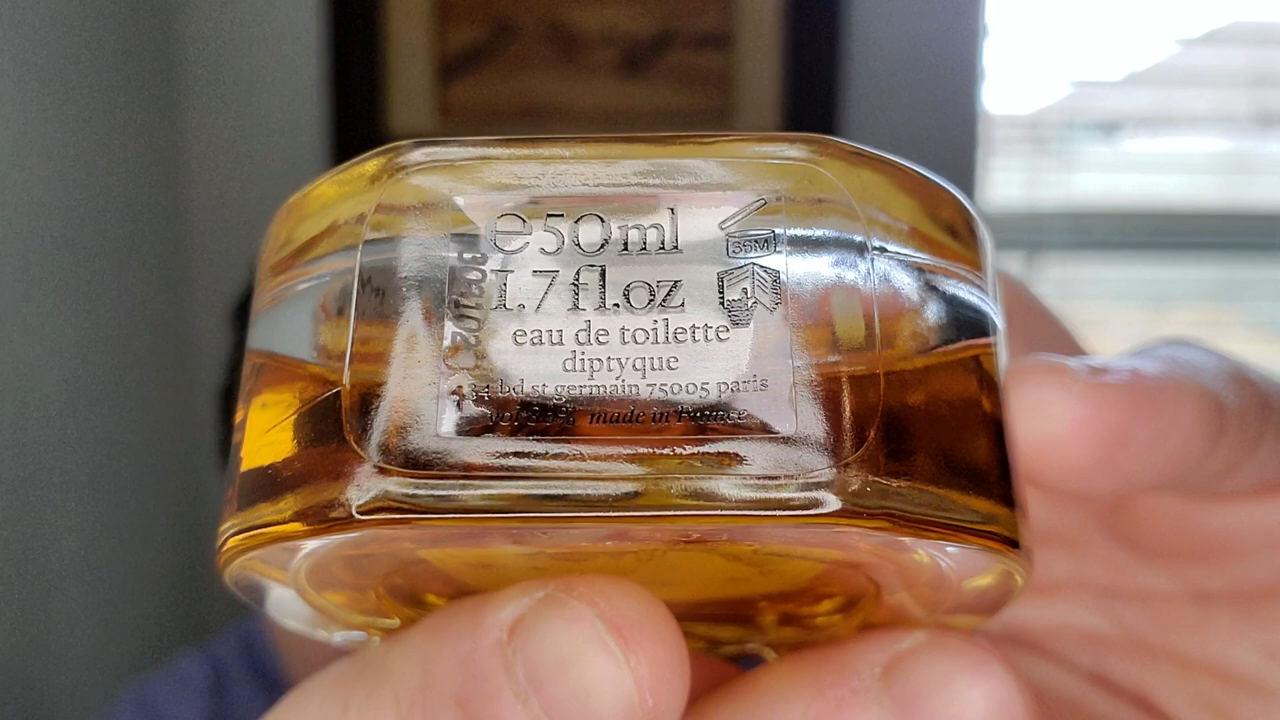 ℮50ml
1.7fl.oz
36M
eau de toilette
diptyque
34 bd st germain 75005 paris
made in France